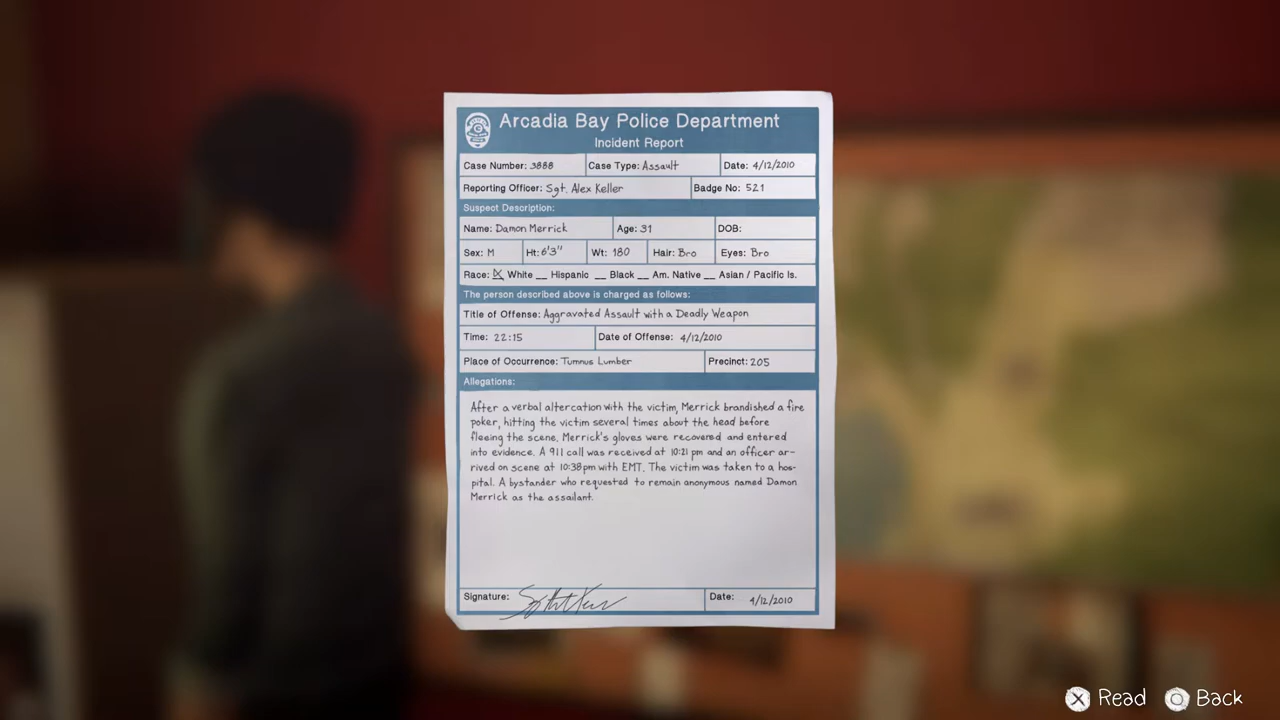 Arcadia Bay Police Department
Incident Report
Case Number: 3888 Case Type: Assault Date: 4/12/2010
Reporting Officer: Sgt. Alex Keller Badge No: 521
Suspect Description:
Name: Damon Merrick Age: 31 DOB:
Sex: M Ht: 6'3" Wt: 180 Hair: Bro Eyes: Bro
Race: X White __ Hispanic __ Black __ Am. Native __ Asian / Pacific Is.
The person described above is charged as follows:
Title of Offense: Aggravated Assault with a Deadly Weapon
Time: 22:15 Date of Offense: 4/12/2010
Place of Occurrence: Tumnus Lumber Precinct: 205
Allegations:
After a verbal altercation with the victim, Merrick brandished a fire
poker, hitting the victim several times about the head before
fleeing the scene. Merrick's gloves were recovered and entered
into evidence. A 911 call was received at 10:21 pm and an officer ar-
rived on scene at 10:38pm with EMT. The victim was taken to a hos-
pital. A bystander who requested to remain anonymous named Damon
Merrick as the assailant.
Signature: Date: 4/12/2010
Read Back